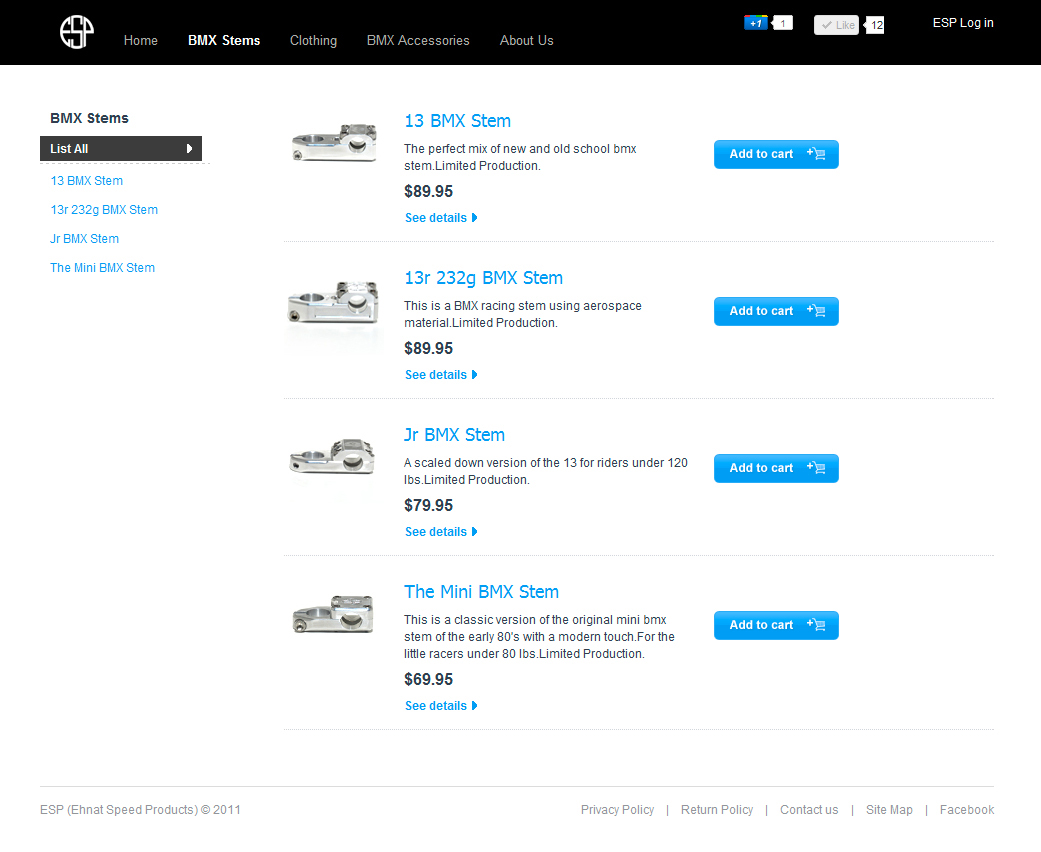 ESP
Home
BMX Stems
Clothing
BMX Accessories
About Us
+1
1
Like
12
ESP Log in
BMX Stems
List All
13 BMX Stem
13r 232g BMX Stem
Jr BMX Stem
The Mini BMX Stem
13 BMX Stem
The perfect mix of new and old school bmx
stem.Limited Production.
$89.95
See details
Add to cart
13r 232g BMX Stem
This is a BMX racing stem using aerospace
material.Limited Production.
$89.95
See details
Add to cart
Jr BMX Stem
A scaled down version of the 13 for riders under 120
lbs.Limited Production.
$79.95
See details
Add to cart
The Mini BMX Stem
This is a classic version of the original mini bmx
stem of the early 80's with a modern touch.For the
little racers under 80 lbs.Limited Production.
$69.95
See details
Add to cart
ESP (Ehnat Speed Products) © 2011
Privacy Policy | Return Policy | Contact us | Site Map | Facebook